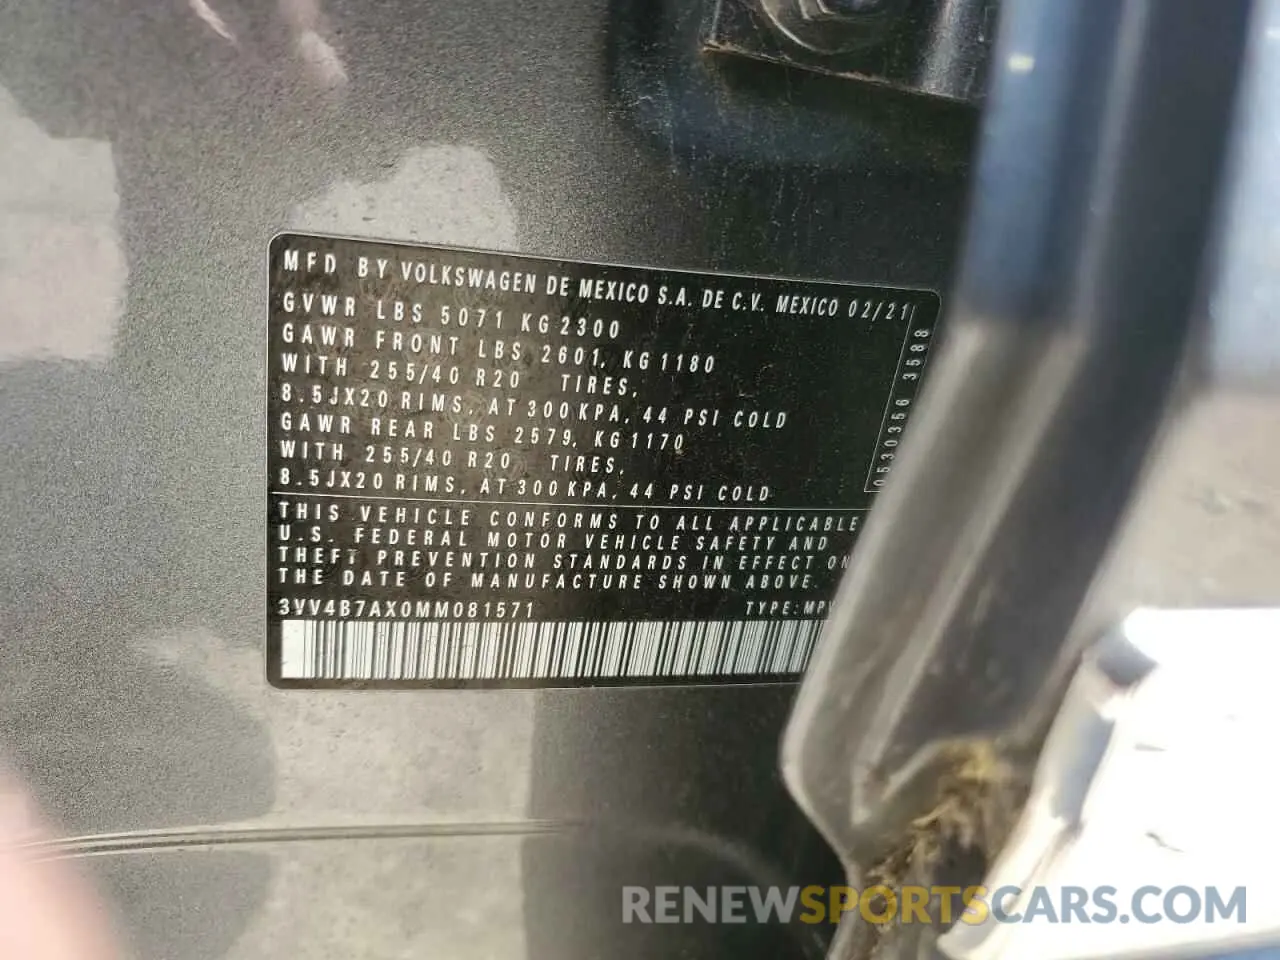 MFD BY VOLKSWAGEN DE MEXICO S.A. DE C.V. MEXICO 02/21
GVWR LBS 5071 KG 2300
GAWR FRONT LBS 2601, KG 1180
WITH 255/40 R20 TIRES,
8.5JX20 RIMS, AT 300 KPA, 44 PSI COLD
GAWR REAR LBS 2579, KG 1170
WITH 255/40 R20 TIRES,
8.5JX20 RIMS, AT 300 KPA, 44 PSI COLD
0530356 3588
THIS VEHICLE CONFORMS TO ALL APPLICABLE
U.S. FEDERAL MOTOR VEHICLE SAFETY AND
THEFT PREVENTION STANDARDS IN EFFECT ON
THE DATE OF MANUFACTURE SHOWN ABOVE.
3VV4B7AX0MM081571 TYPE: MPV
RENEWSPORTSCARS.COM